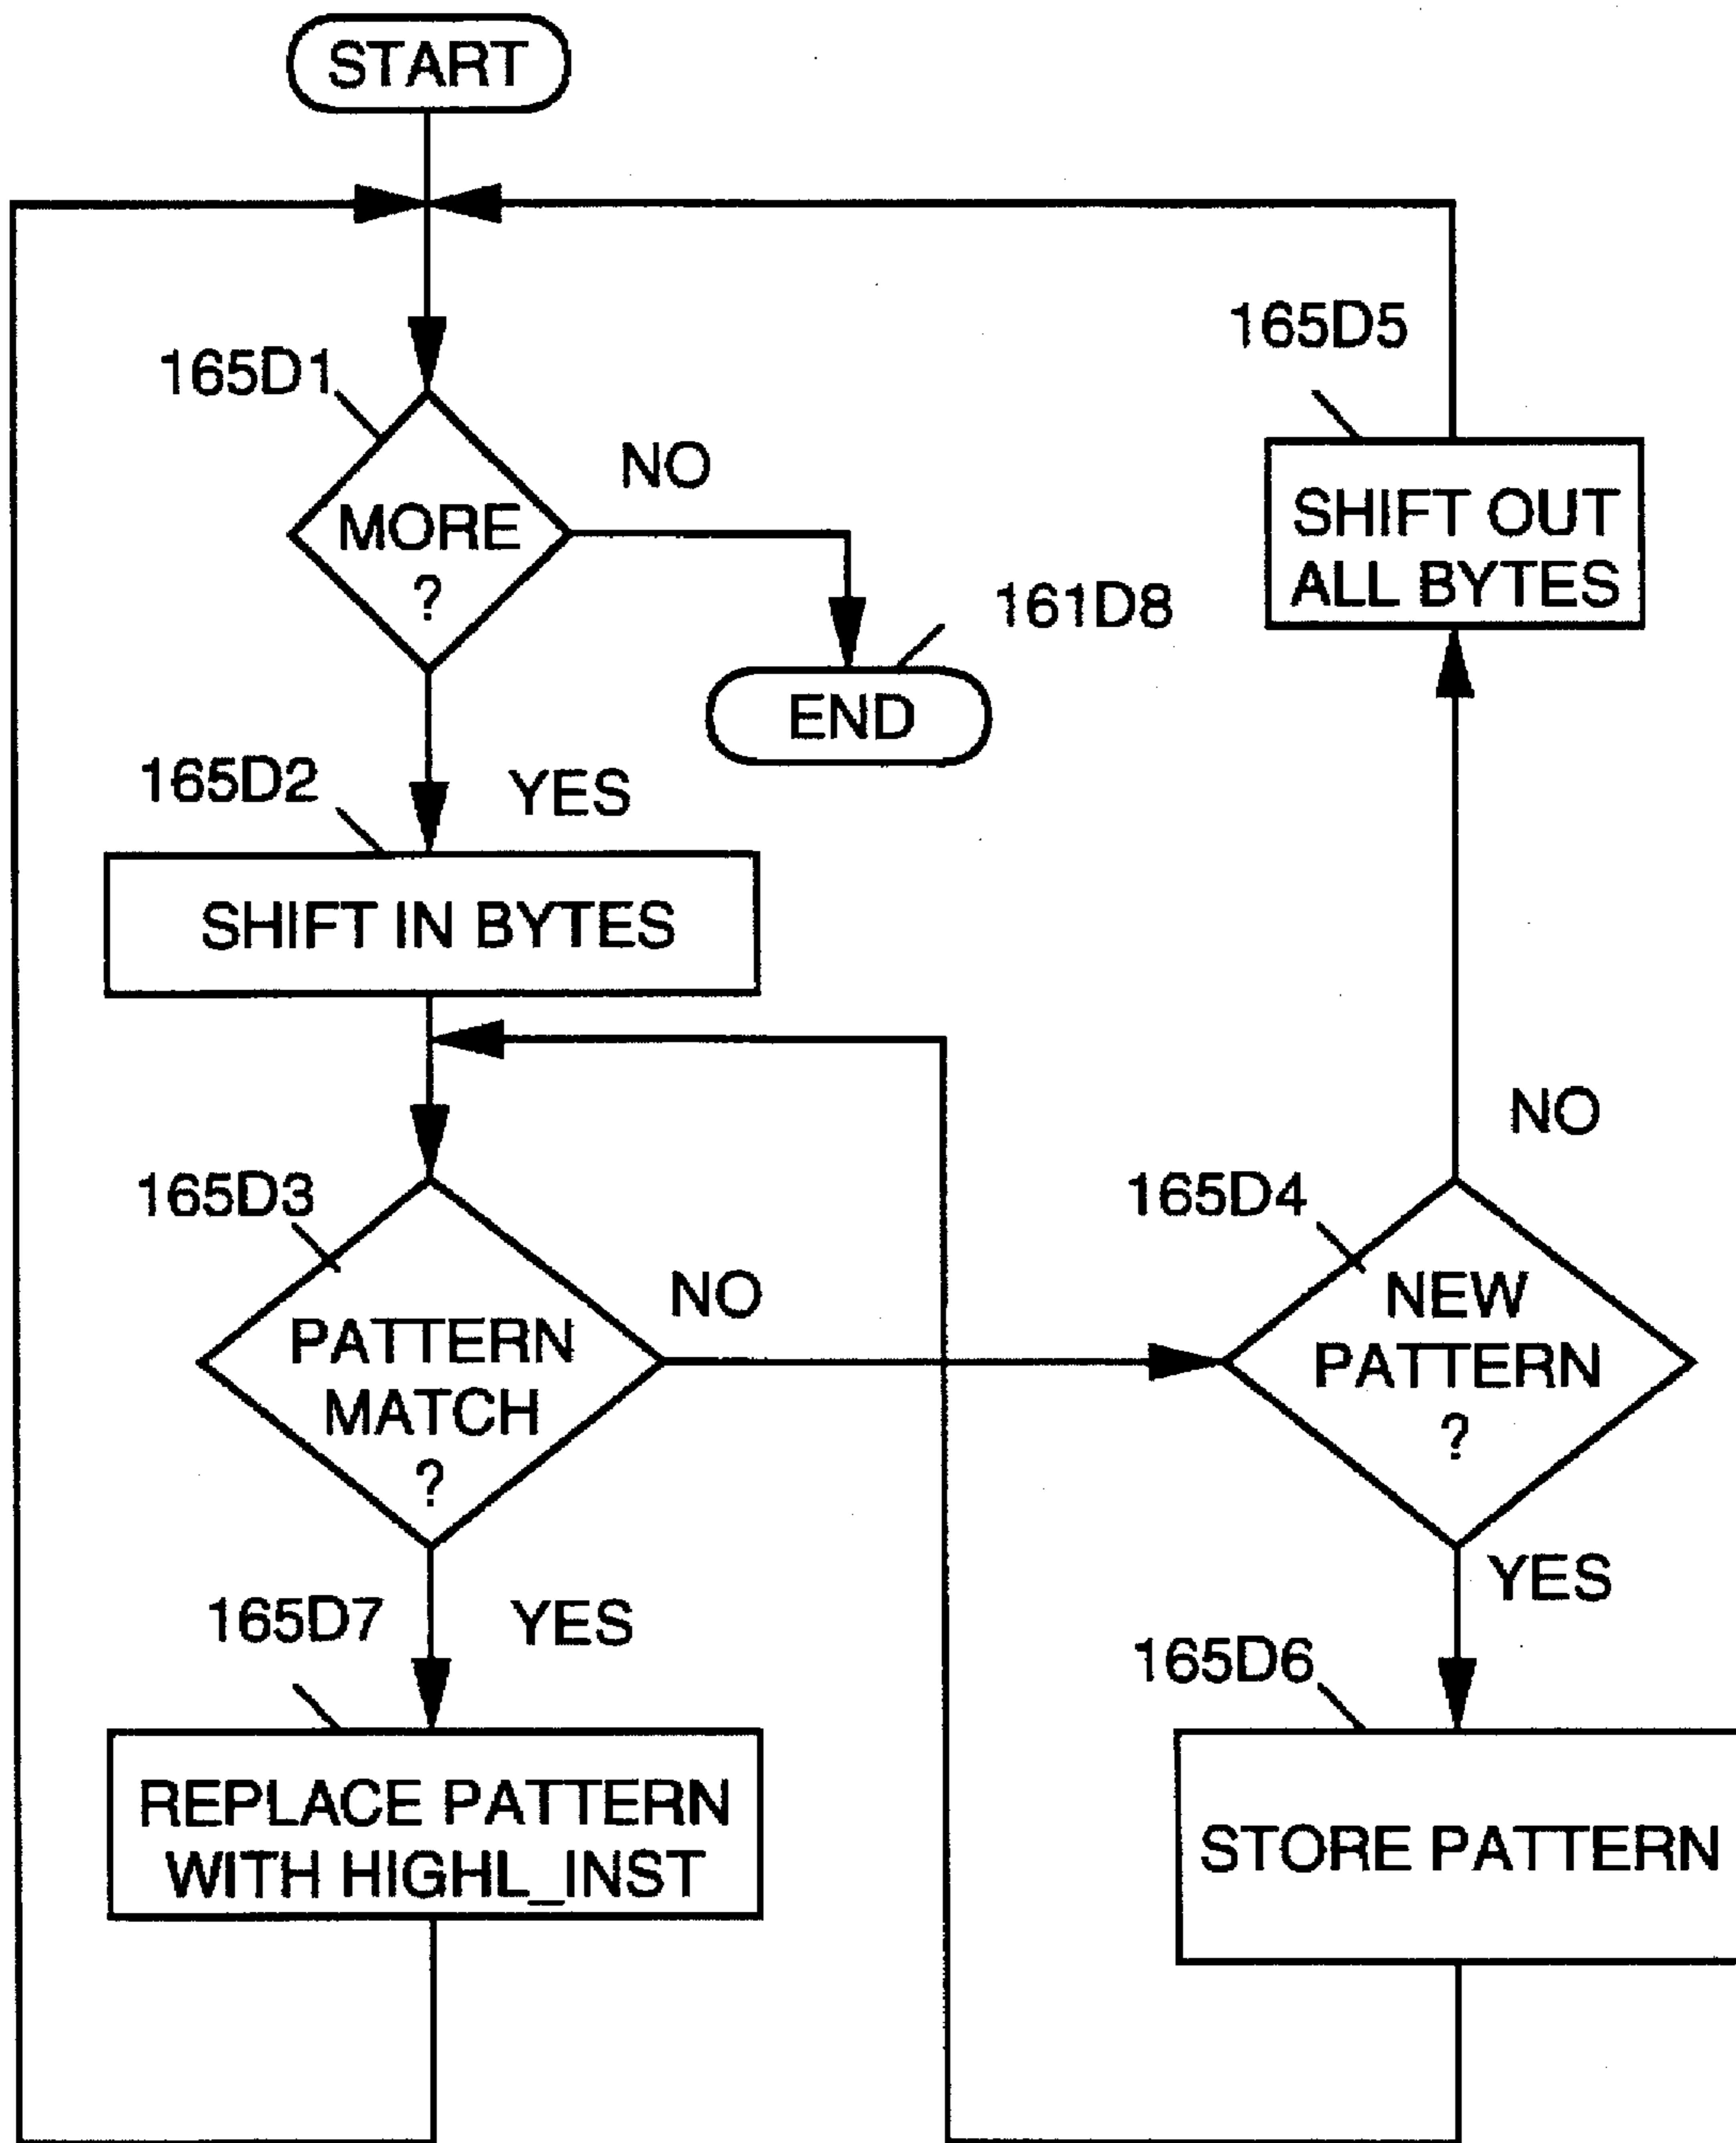 START
165D1
MORE
?
NO
161D8
END
165D5
SHIFT OUT
ALL BYTES
165D2
YES
SHIFT IN BYTES
165D3
PATTERN
MATCH
?
NO
165D4
NEW
PATTERN
?
NO
YES
165D7
YES
REPLACE PATTERN
WITH HIGHL_INST
165D6
STORE PATTERN